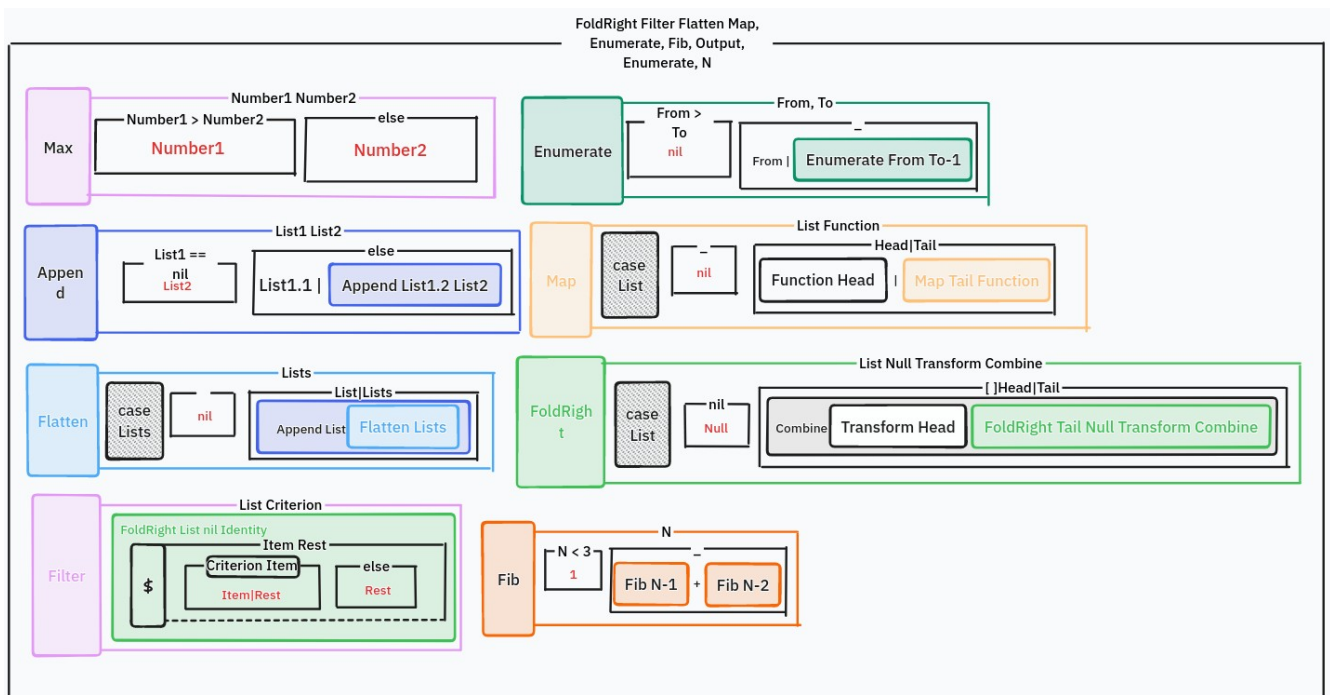 FoldRight Filter Flatten Map,
Enumerate, Fib, Output,
Enumerate, N
Max
Number1 Number2
Number1 > Number2
Number1
else
Number2
Enumerate
From, To
From >
To
nil
_
From |
Enumerate From To-1
Appen
d
List1 List2
List1 ==
nil
List2
else
List1.1 |
Append List1.2 List2
Map
List Function
case
List
_
nil
Head|Tail
Function Head
|
Map Tail Function
Flatten
Lists
case
Lists
_
nil
List|Lists
Append List
Flatten Lists
FoldRigh
t
List Null Transform Combine
case
List
nil
Null
[ ]Head|Tail
Combine
Transform Head
FoldRight Tail Null Transform Combine
Filter
List Criterion
FoldRight List nil Identity
$
Item Rest
Criterion Item
Item|Rest
else
Rest
Fib
N
N < 3
1
_
Fib N-1
+
Fib N-2